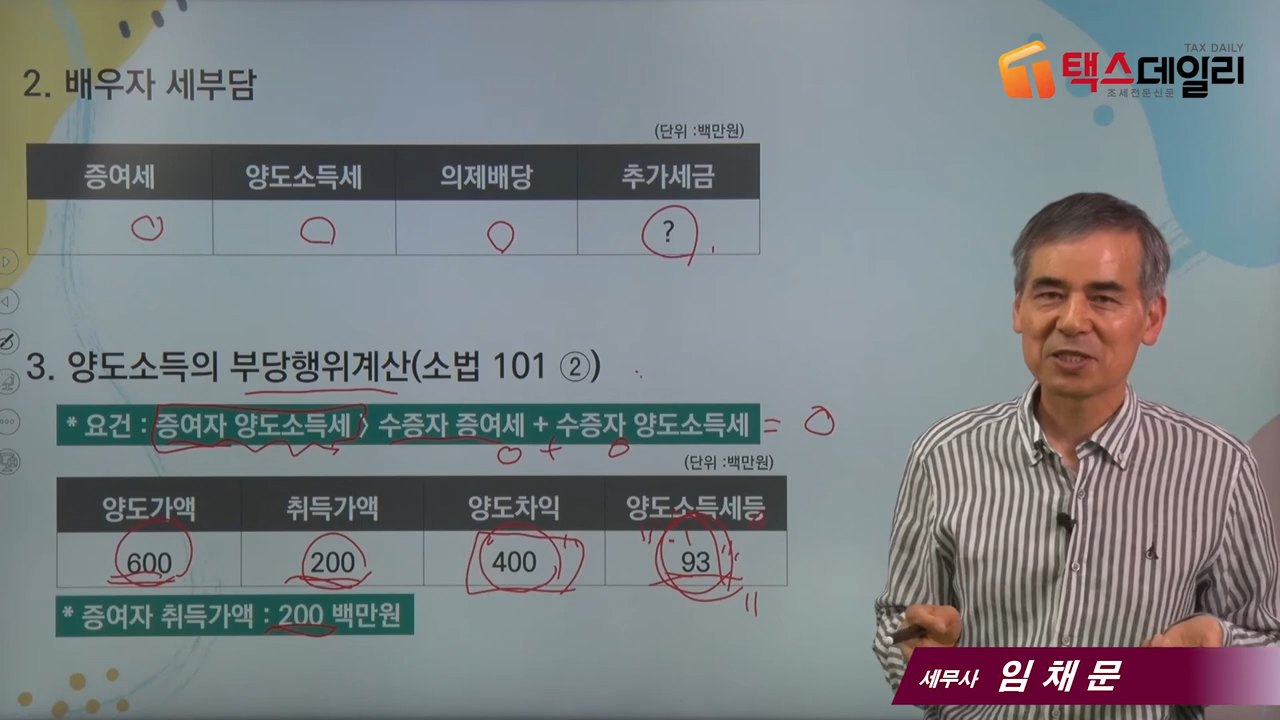 TAX DAILY
택스데일리
조세전문신문
2. 배우자 세부담
(단위 :백만원)
증여세 양도소득세 의제배당 추가세금
0 0 0 ?
3. 양도소득의 부당행위계산(소법 101 ②)
* 요건 : 증여자 양도소득세 > 수증자 증여세 + 수증자 양도소득세 = 0
0 + 0
(단위 :백만원)
양도가액 취득가액 양도차익 양도소득세등
600 200 400 93
* 증여자 취득가액 : 200 백만원
세무사 임채문